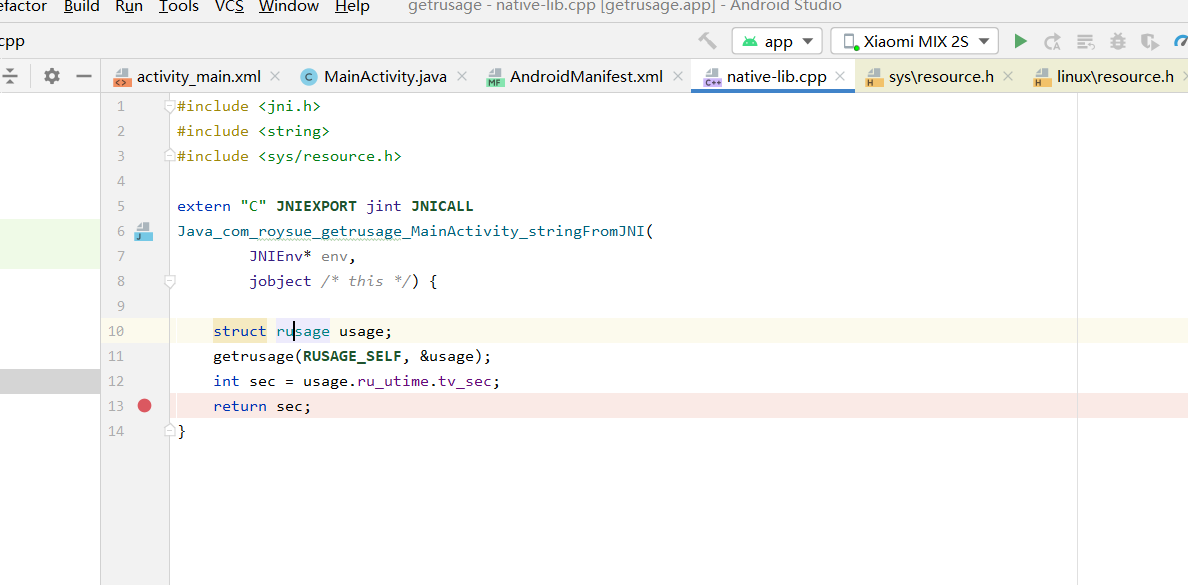 efactor Build Run Tools VCS Window Help getrusage - native-lib.cpp [getrusage.app] - Android Studio
cpp app Xiaomi MIX 2S
activity_main.xml MainActivity.java AndroidManifest.xml native-lib.cpp sys\resource.h linux\resource.h
1 #include <jni.h>
2 #include <string>
3 #include <sys/resource.h>
4
5 extern "C" JNIEXPORT jint JNICALL
6 Java_com_roysue_getrusage_MainActivity_stringFromJNI(
7 JNIEnv* env,
8 jobject /* this */) {
9
10 struct rusage usage;
11 getrusage(RUSAGE_SELF, &usage);
12 int sec = usage.ru_utime.tv_sec;
13 return sec;
14 }